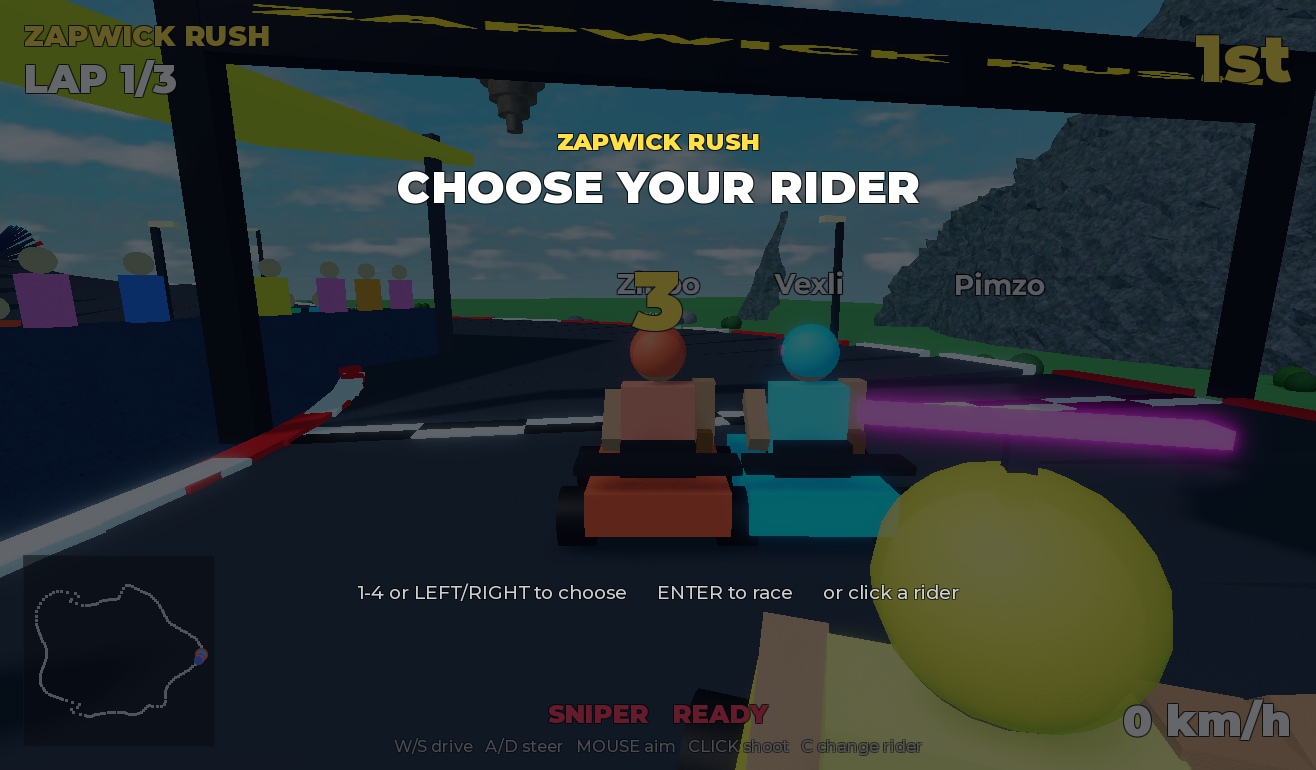 ZAPWICK RUSH
LAP 1/3
1st
ZAPWICK RUSH
CHOOSE YOUR RIDER
Vexli
Pimzo
3
1-4 or LEFT/RIGHT to choose ENTER to race or click a rider
SNIPER READY
0 km/h
W/S drive A/D steer MOUSE aim CLICK shoot C change rider